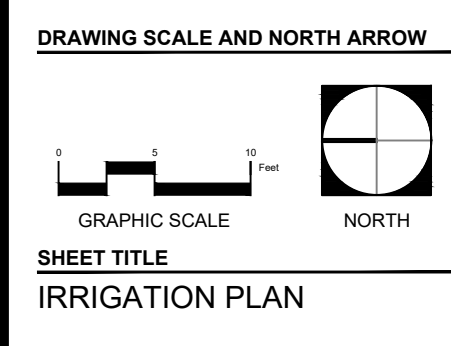 DRAWING SCALE AND NORTH ARROW
0 5 10
Feet
GRAPHIC SCALE NORTH
SHEET TITLE
IRRIGATION PLAN